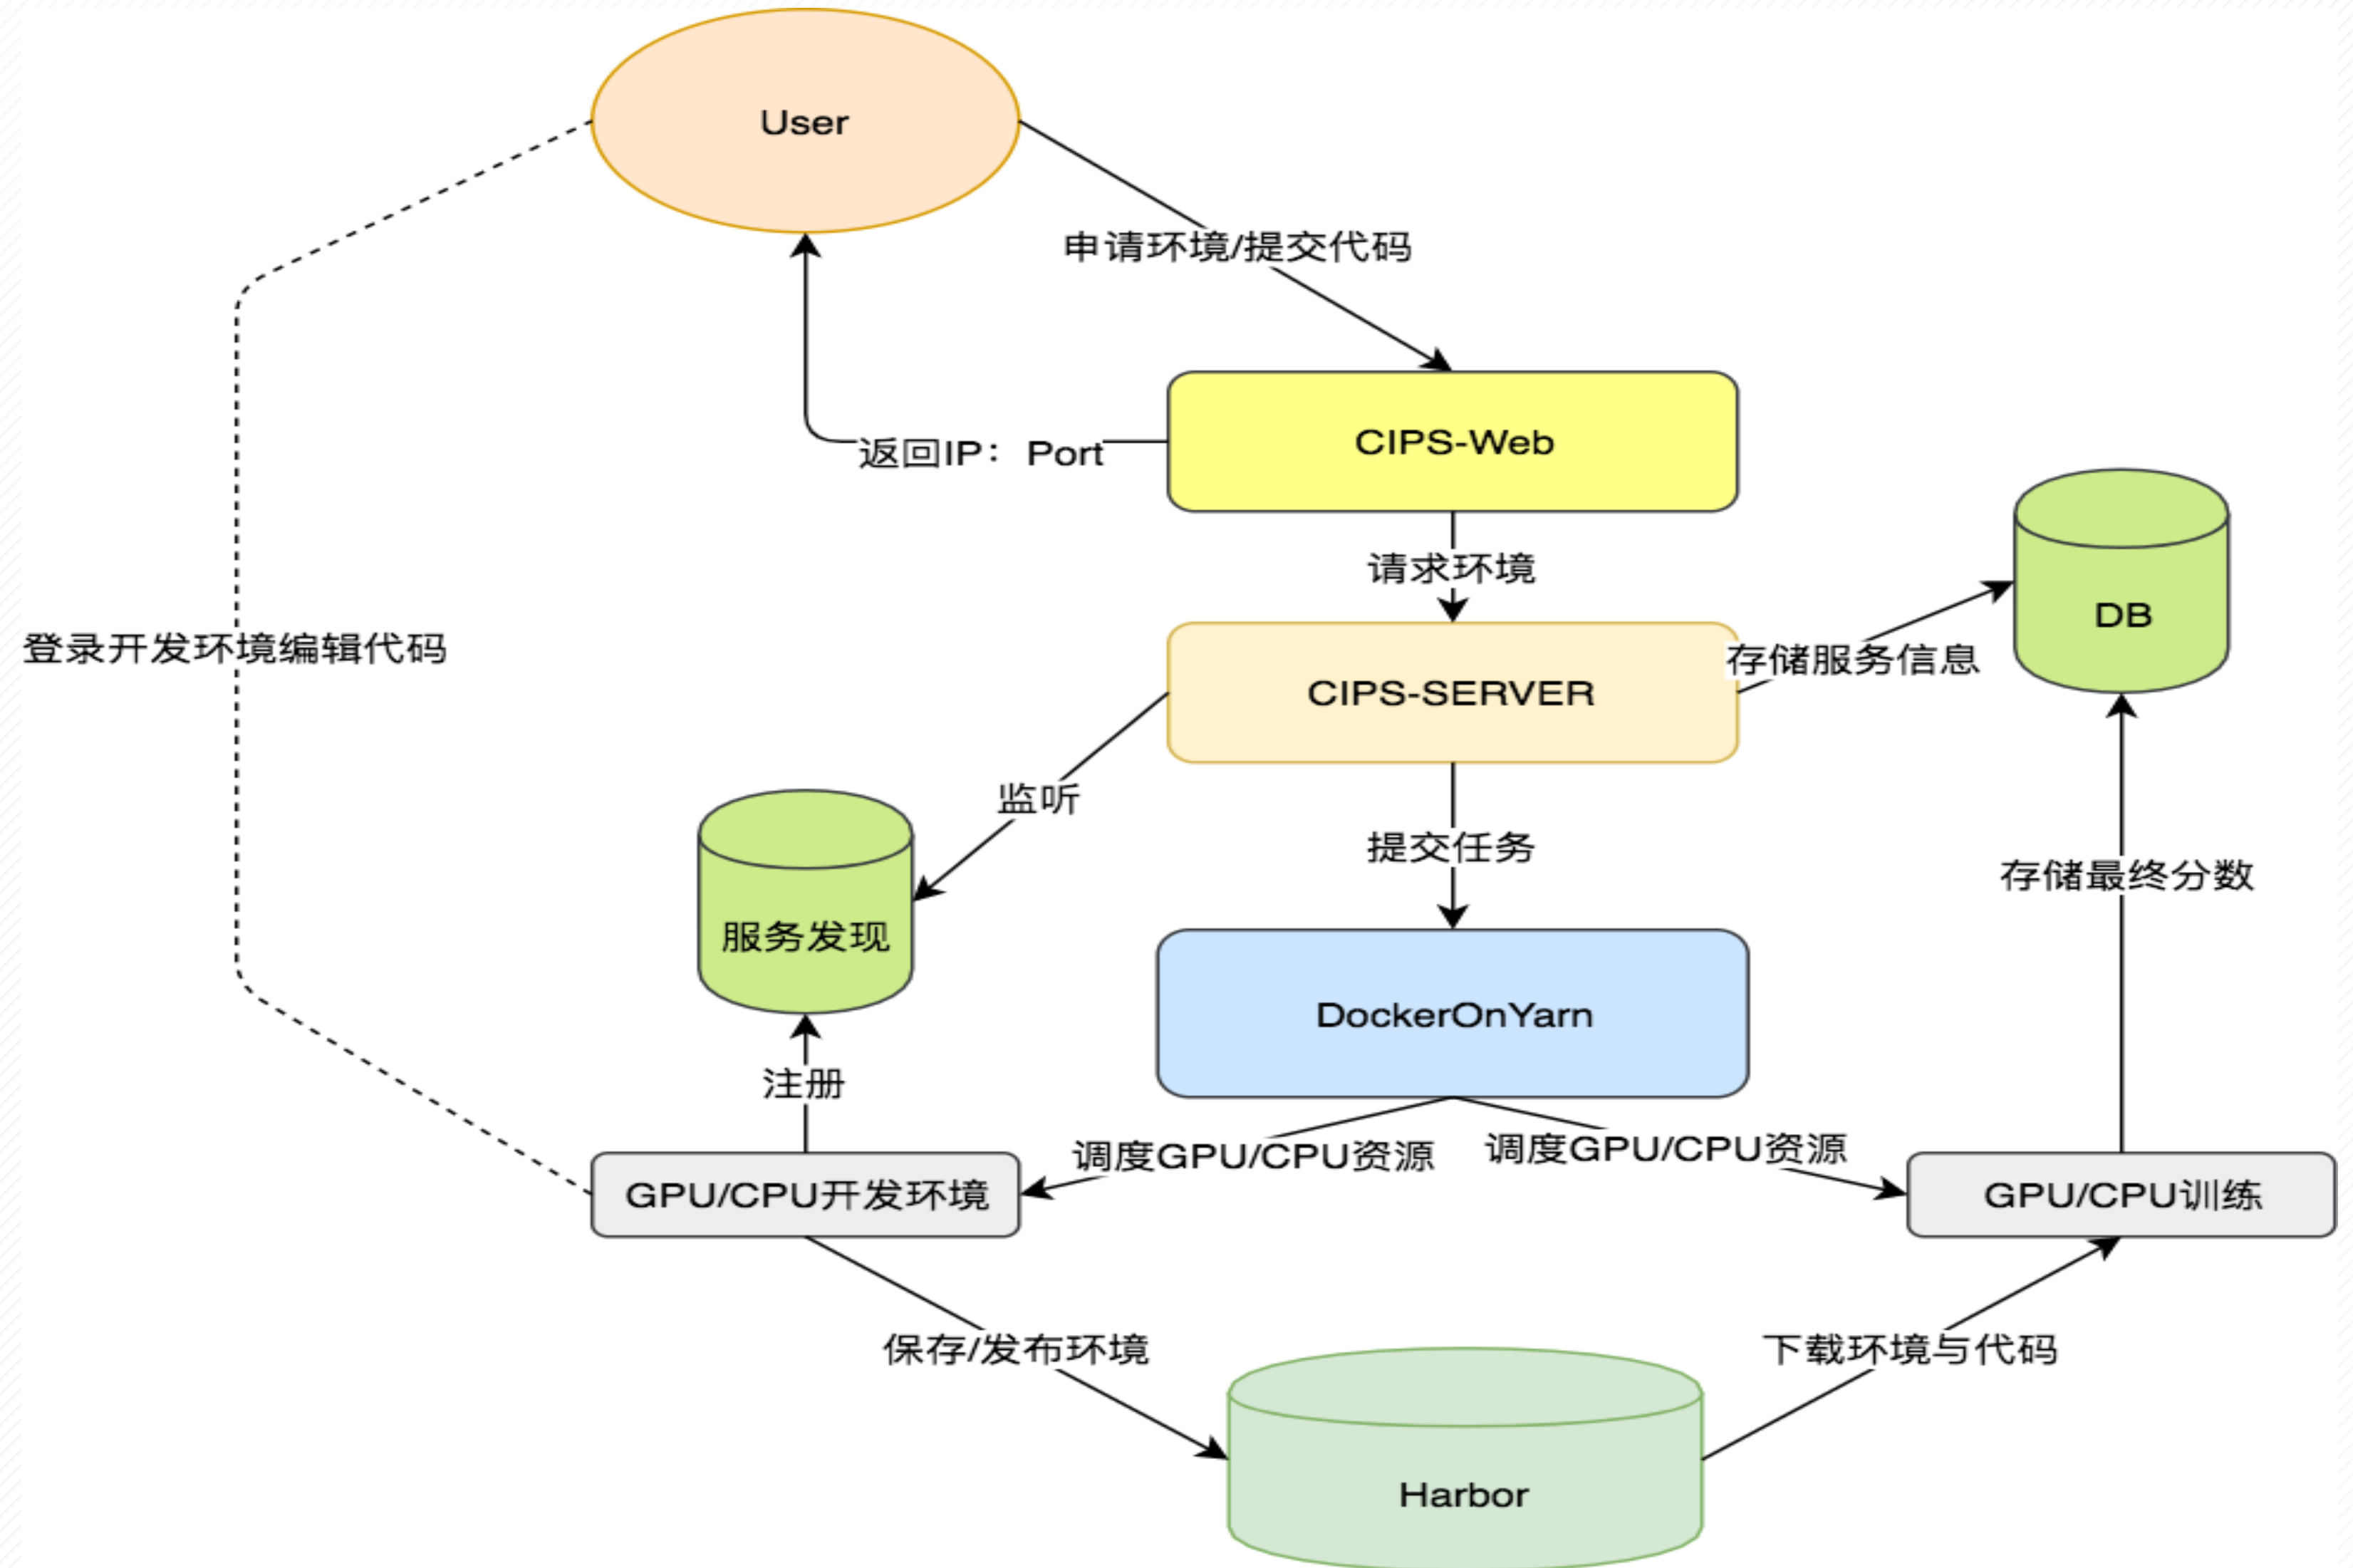 User
申请环境/提交代码
CIPS-Web
返回IP：Port
请求环境
DB
登录开发环境编辑代码
CIPS-SERVER
存储服务信息
监听
提交任务
存储最终分数
服务发现
DockerOnYarn
注册
调度GPU/CPU资源
调度GPU/CPU资源
GPU/CPU开发环境
GPU/CPU训练
保存/发布环境
下载环境与代码
Harbor